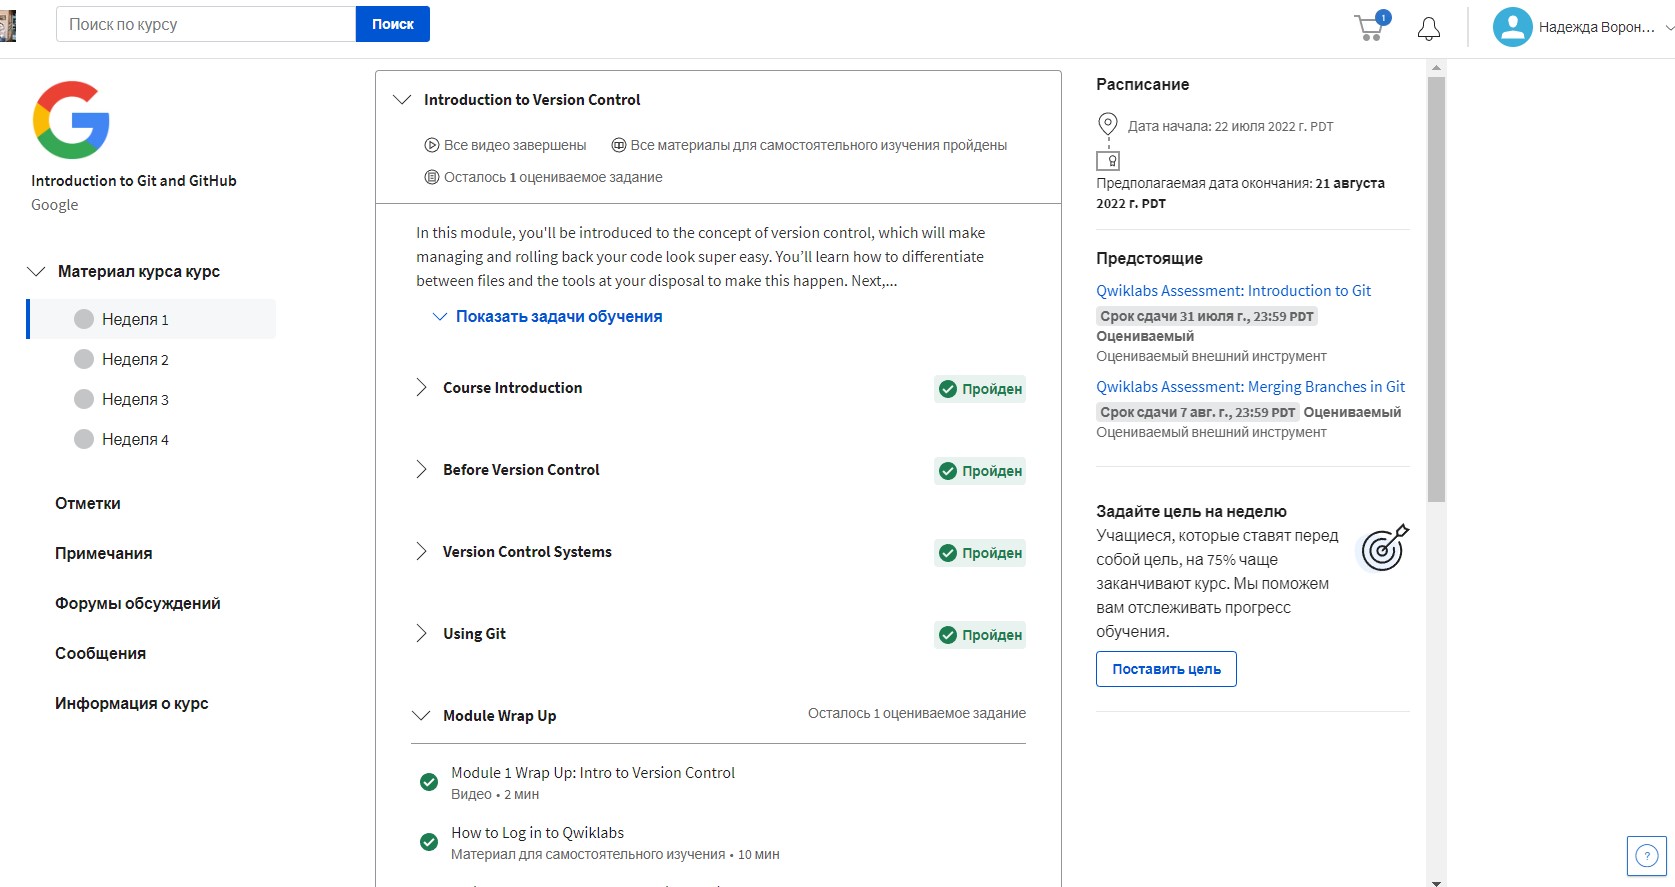 Поиск по курсу
Поиск
1
Надежда Ворон...
Introduction to Git and GitHub
Google
Материал курса курс
Неделя 1
Неделя 2
Неделя 3
Неделя 4
Отметки
Примечания
Форумы обсуждений
Сообщения
Информация о курс
Introduction to Version Control
Все видео завершены
Все материалы для самостоятельного изучения пройдены
Осталось 1 оцениваемое задание
In this module, you'll be introduced to the concept of version control, which will make
managing and rolling back your code look super easy. You’ll learn how to differentiate
between files and the tools at your disposal to make this happen. Next,...
Показать задачи обучения
Course Introduction
Пройден
Before Version Control
Пройден
Version Control Systems
Пройден
Using Git
Пройден
Module Wrap Up
Осталось 1 оцениваемое задание
Module 1 Wrap Up: Intro to Version Control
Видео • 2 мин
How to Log in to Qwiklabs
Материал для самостоятельного изучения • 10 мин
Расписание
Дата начала: 22 июля 2022 г. PDT
Предполагаемая дата окончания: 21 августа
2022 г. PDT
Предстоящие
Qwiklabs Assessment: Introduction to Git
Срок сдачи 31 июля г., 23:59 PDT
Оцениваемый
Оцениваемый внешний инструмент
Qwiklabs Assessment: Merging Branches in Git
Срок сдачи 7 авг. г., 23:59 PDT Оцениваемый
Оцениваемый внешний инструмент
Задайте цель на неделю
Учащиеся, которые ставят перед
собой цель, на 75% чаще
заканчивают курс. Мы поможем
вам отслеживать прогресс
обучения.
Поставить цель
?